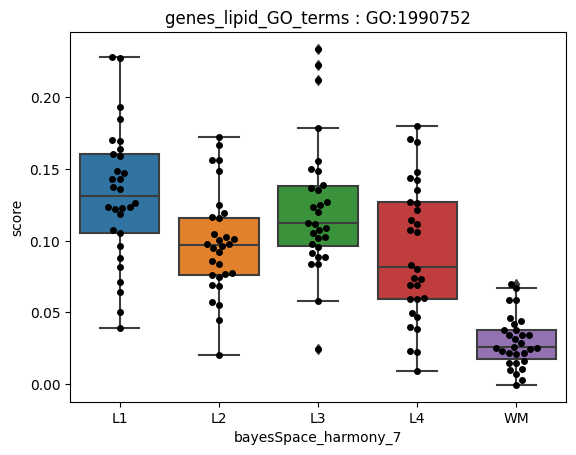 genes_lipid_GO_terms : GO:1990752
score
0.20
0.15
0.10
0.05
0.00
L1 L2 L3 L4 WM
bayesSpace_harmony_7